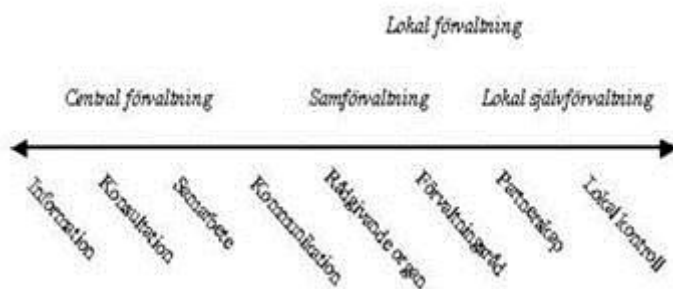 Lokal förvaltning
Central förvaltning Samförvaltning Lokal självförvaltning
Information
Konsultation
Samarbete
Kommunikation
Rådgivande organ
Förvaltningsråd
Partnerskap
Lokal kontroll